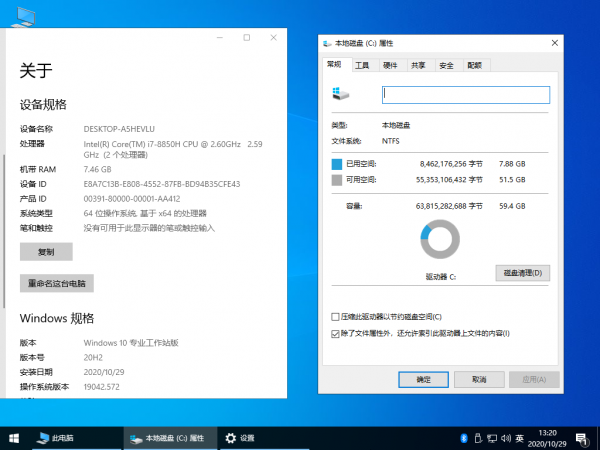 关于
设备规格
设备名称 DESKTOP-A5HEVLU
处理器 Intel(R) Core(TM) i7-8850H CPU @ 2.60GHz 2.59
GHz (2 个处理器)
机带 RAM 7.46 GB
设备 ID E8A7C13B-E808-4552-87FB-BD94B35CFE43
产品 ID 00391-80000-00001-AA412
系统类型 64 位操作系统, 基于 x64 的处理器
笔和触控 没有可用于此显示器的笔或触控输入
复制
重命名这台电脑
Windows 规格
版本 Windows 10 专业工作站版
版本号 20H2
安装日期 2020/10/29
操作系统版本 19042.572
本地磁盘 (C:) 属性
常规 工具 硬件 共享 安全 配额
类型: 本地磁盘
文件系统: NTFS
已用空间: 8,462,176,256 字节 7.88 GB
可用空间: 55,353,106,432 字节 51.5 GB
容量: 63,815,282,688 字节 59.4 GB
驱动器 C:
磁盘清理(D)
压缩此驱动器以节约磁盘空间(C)
除了文件属性外，还允许索引此驱动器上文件的内容(I)
确定 取消 应用(A)
此电脑 本地磁盘 (C:) 属性 设置 英 13:20
2020/10/29 1